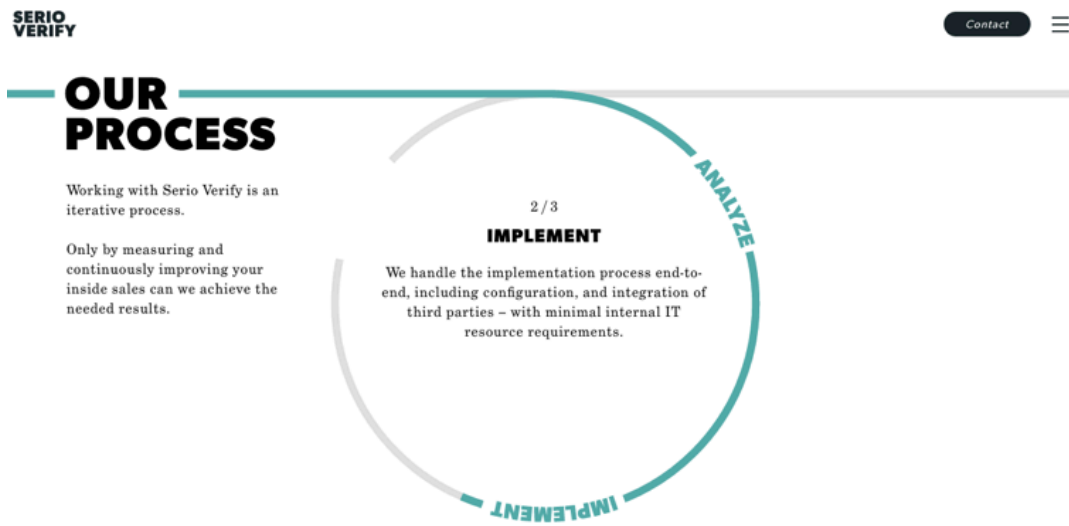 SERIO
VERIFY
Contact
OUR
PROCESS
Working with Serio Verify is an
iterative process.
Only by measuring and
continuously improving your
inside sales can we achieve the
needed results.
2/3
IMPLEMENT
We handle the implementation process end-to-
end, including configuration, and integration of
third parties – with minimal internal IT
resource requirements.
ANALYZE
IMPLEMENT